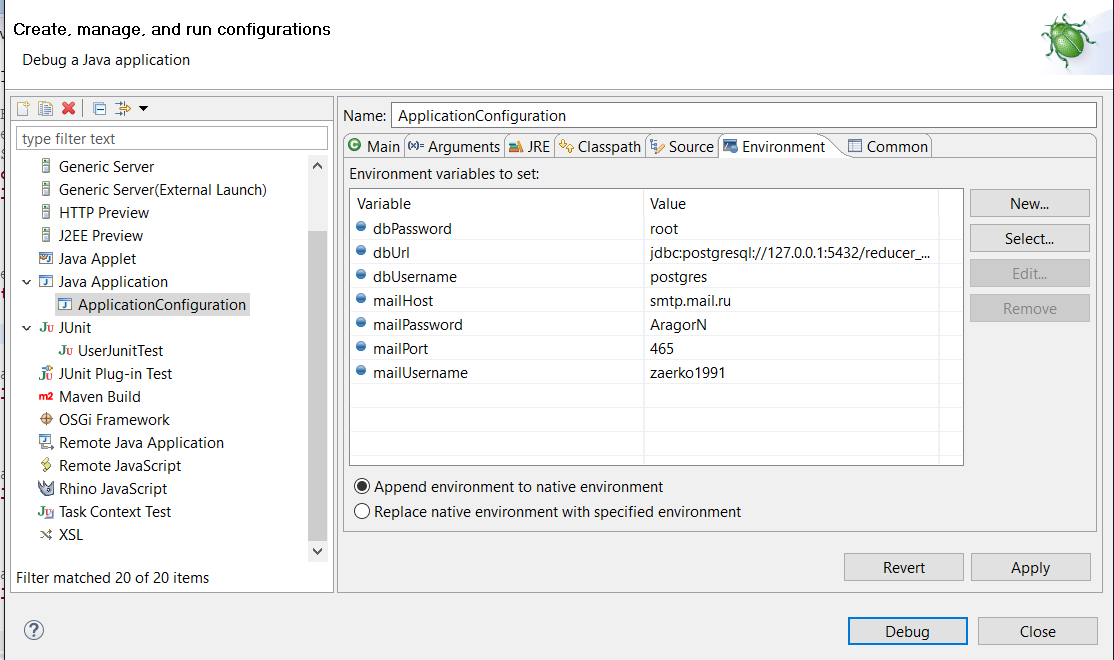 Create, manage, and run configurations
Debug a Java application
type filter text
Generic Server
Generic Server(External Launch)
HTTP Preview
J2EE Preview
Java Applet
Java Application
ApplicationConfiguration
Ju JUnit
Ju UserJunitTest
JUnit Plug-in Test
m2 Maven Build
OSGi Framework
Remote Java Application
Remote JavaScript
Rhino JavaScript
Task Context Test
XSL
Filter matched 20 of 20 items
Name: ApplicationConfiguration
Main (x)= Arguments JRE Classpath Source Environment Common
Environment variables to set:
Variable Value
dbPassword root
dbUrl jdbc:postgresql://127.0.0.1:5432/reducer_...
dbUsername postgres
mailHost smtp.mail.ru
mailPassword AragorN
mailPort 465
mailUsername zaerko1991
New...
Select...
Edit...
Remove
Append environment to native environment
Replace native environment with specified environment
Revert Apply
? Debug Close